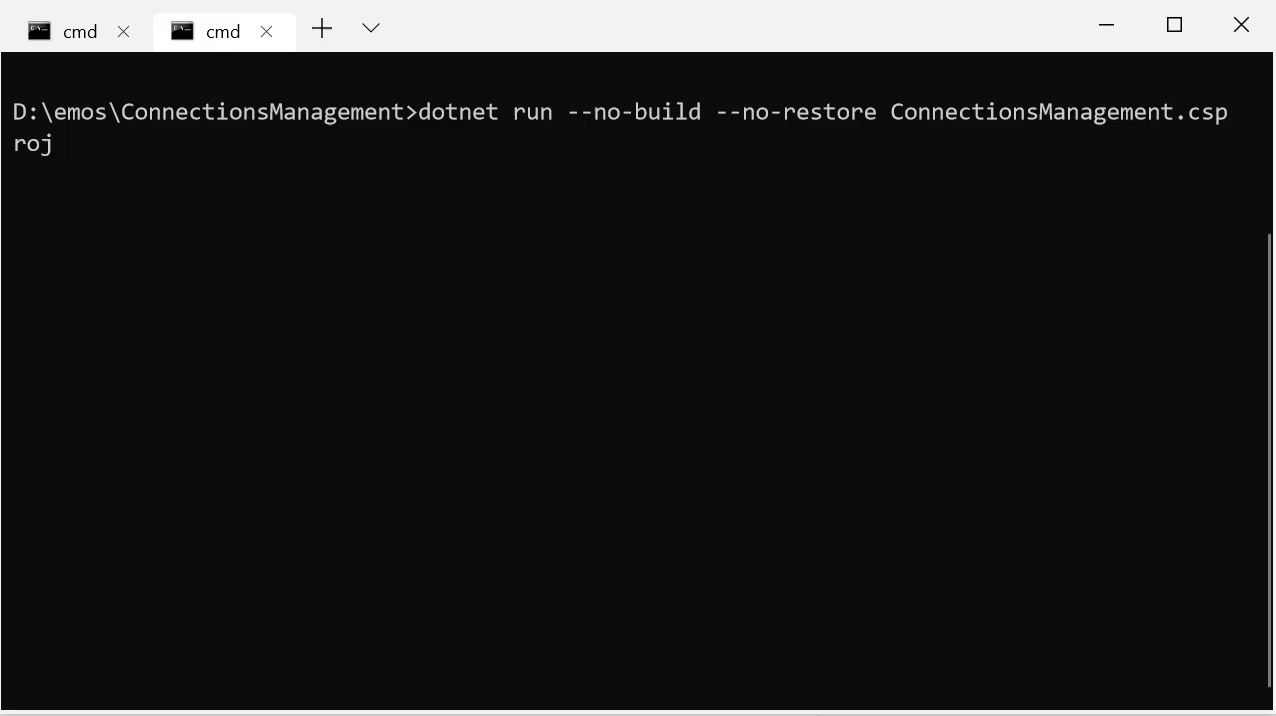 cmd cmd
D:\emos\ConnectionsManagement>dotnet run --no-build --no-restore ConnectionsManagement.csp
roj